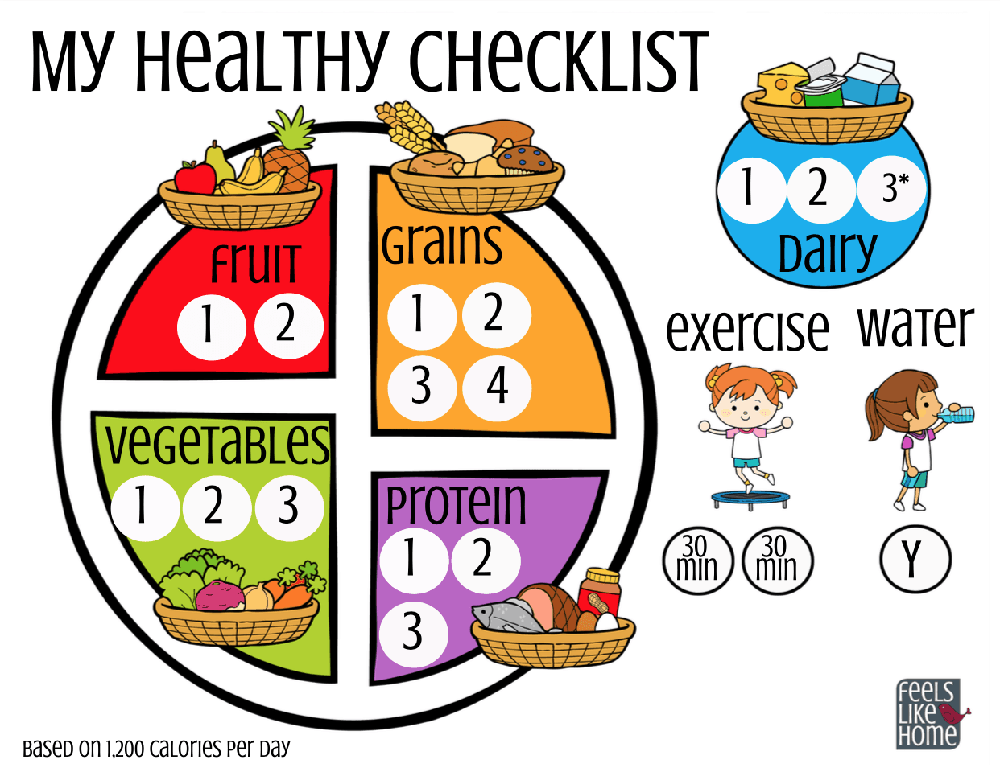 My Healthy Checklist
Fruit
1 2
Grains
1 2
3 4
Vegetables
1 2 3
Protein
1 2
3
1 2 3*
Dairy
exercise
water
30 min
30 min
Y
Based on 1,200 calories per day
Feels
Like
Home